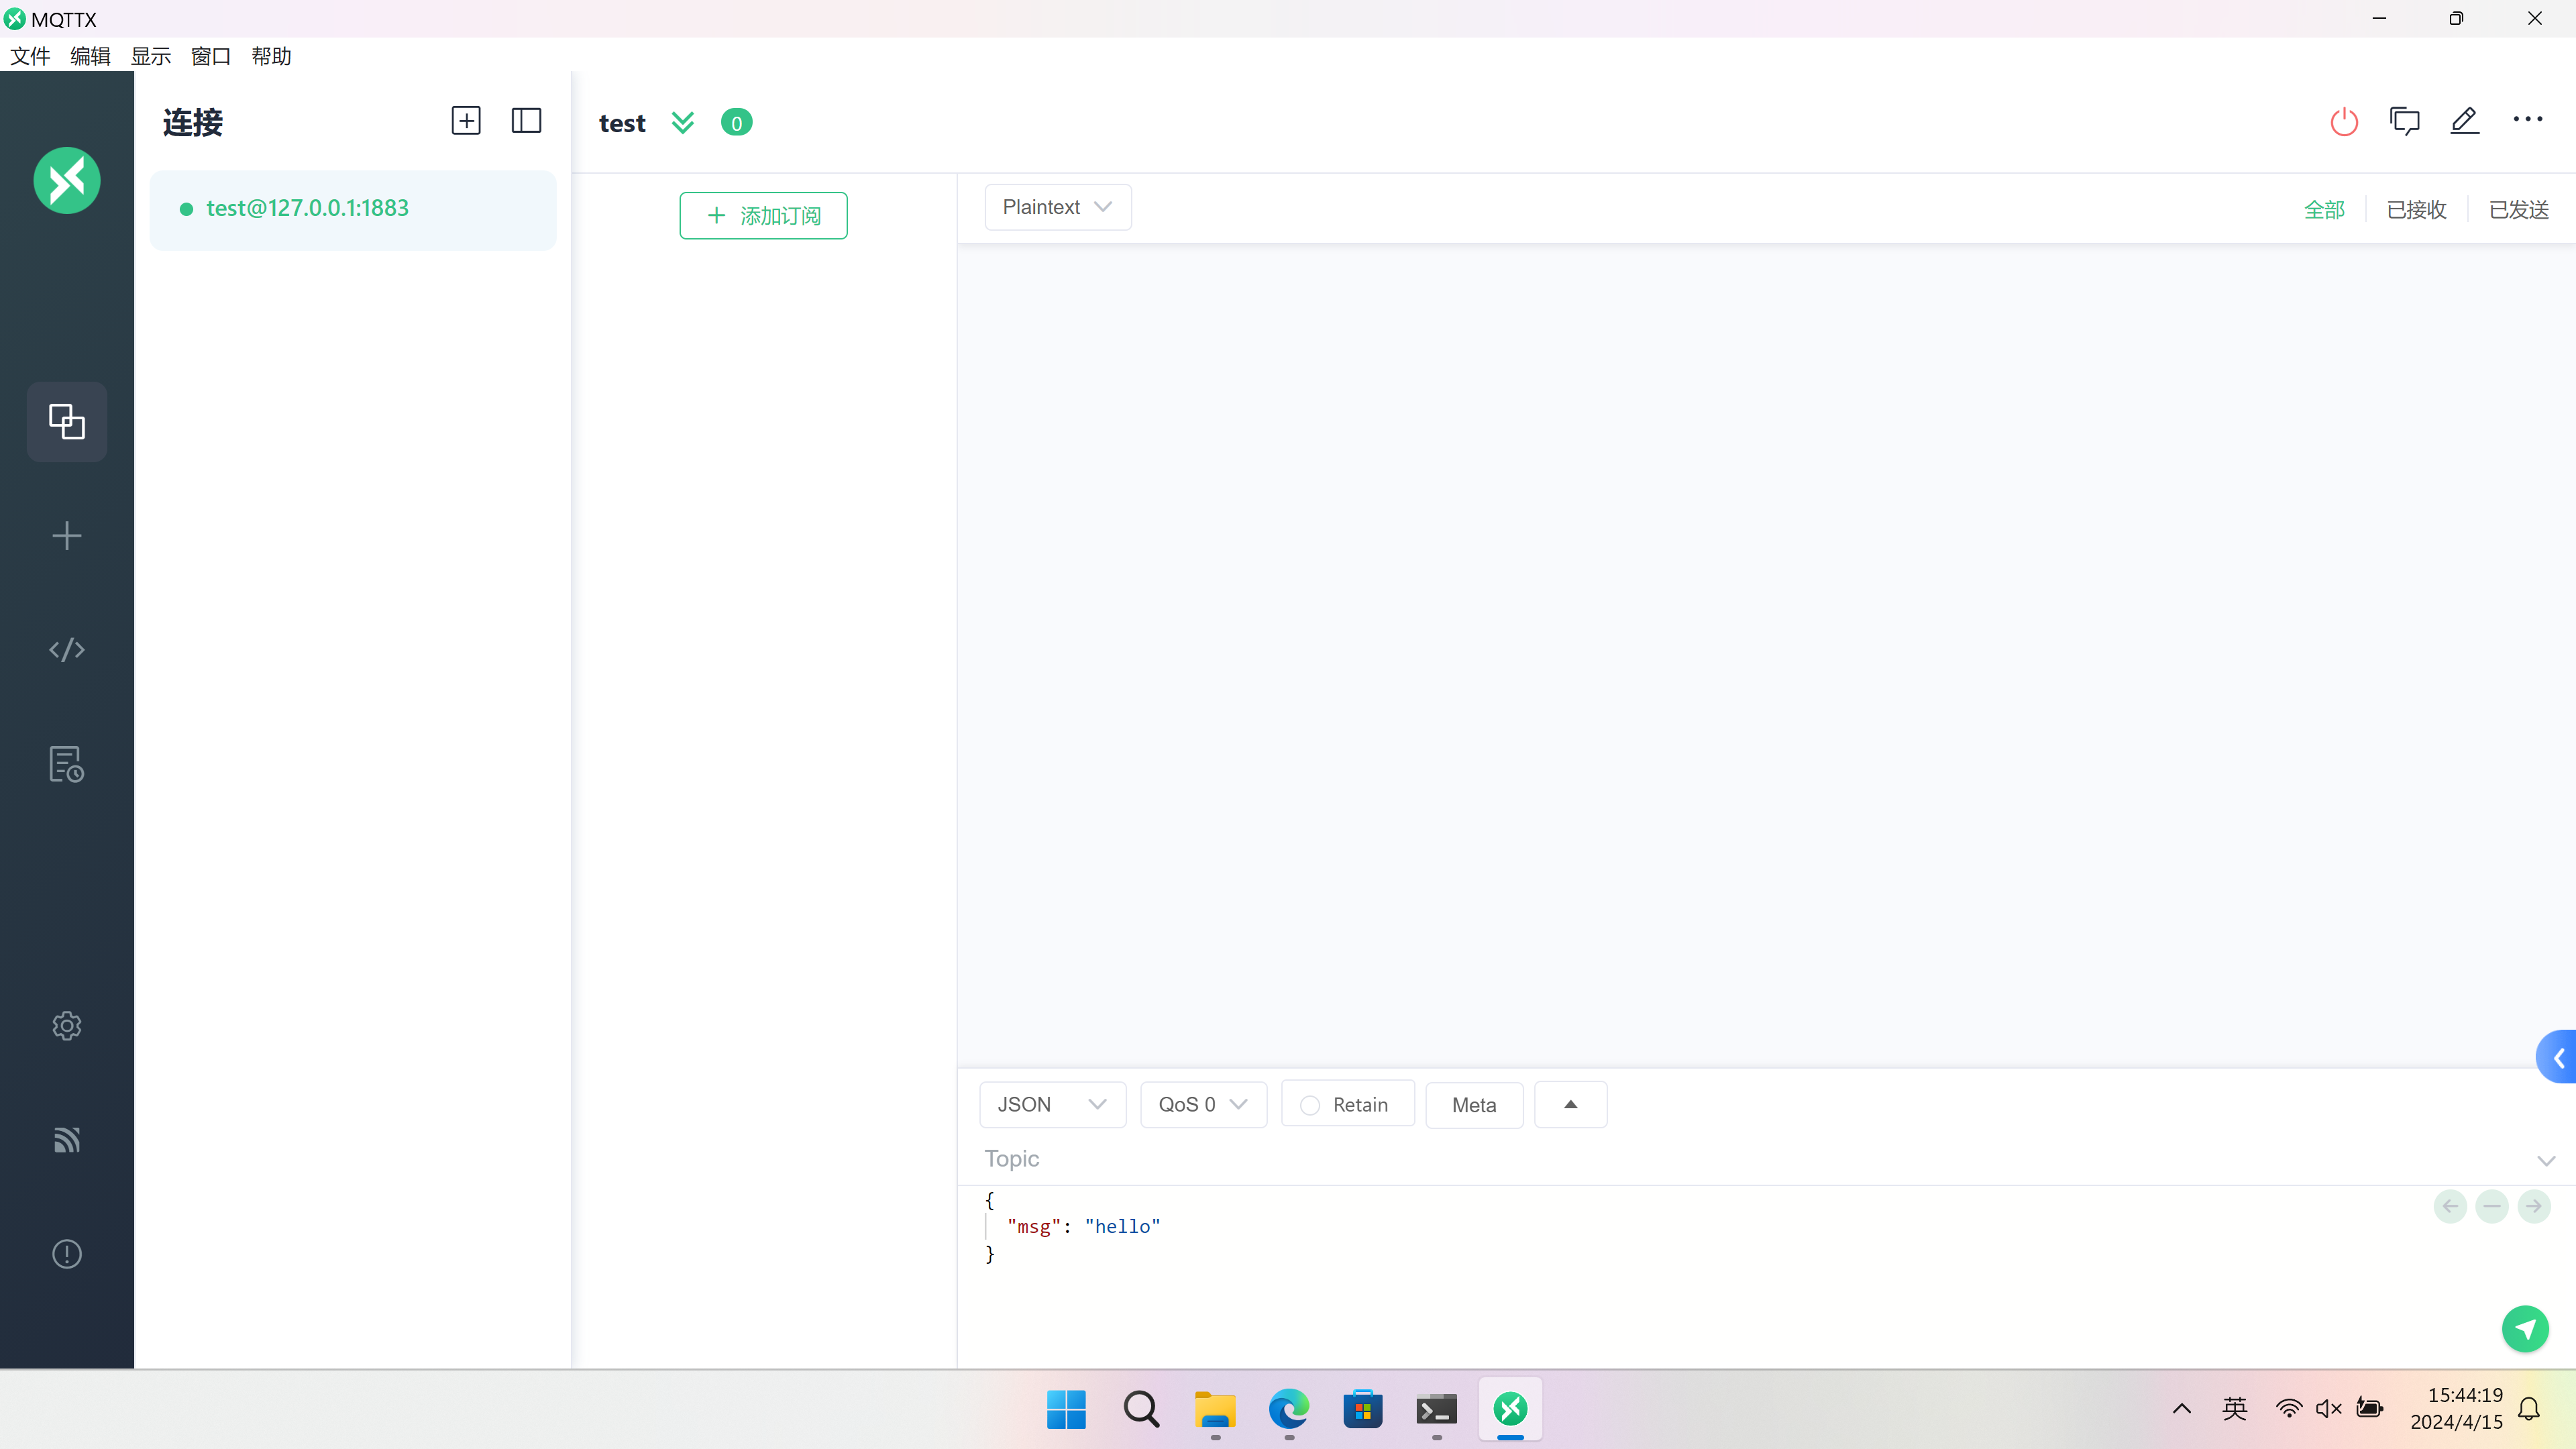 MQTTX
文件 编辑 显示 窗口 帮助
连接
test 0
test@127.0.0.1:1883
添加订阅
Plaintext
全部 已接收 已发送
JSON QoS 0 Retain Meta
Topic
{
"msg": "hello"
}
英
15:44:19
2024/4/15